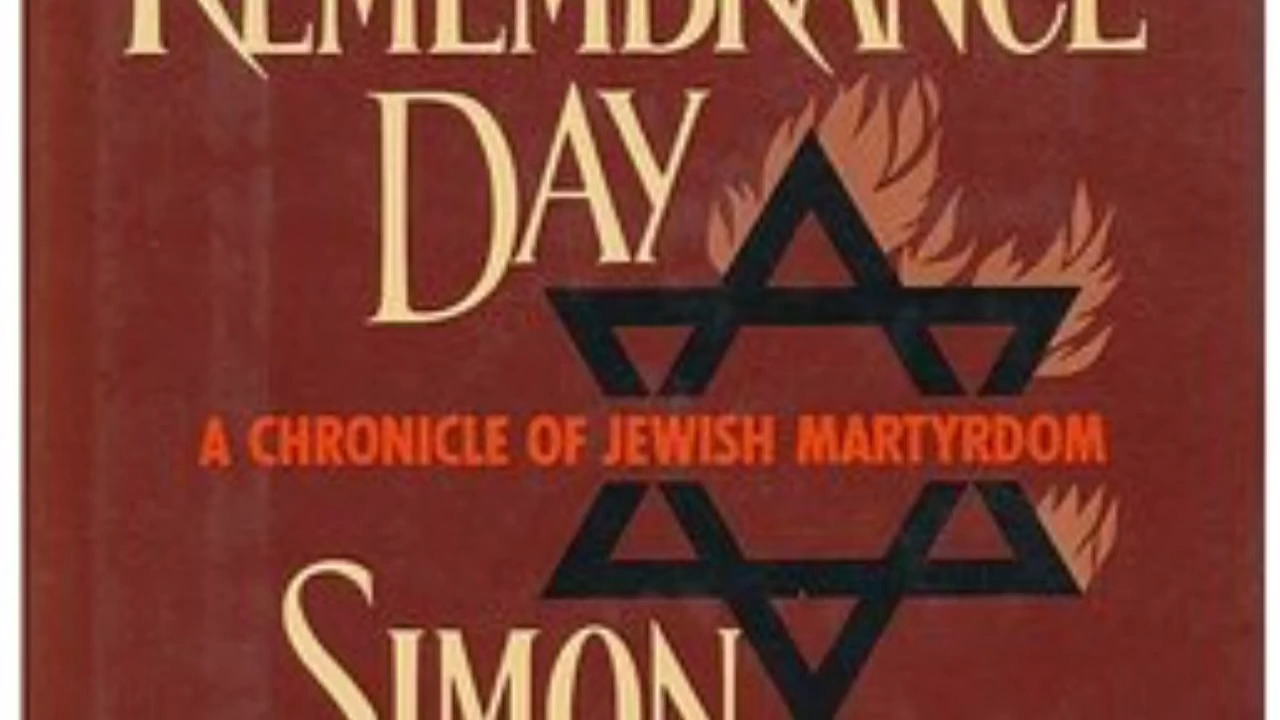 REMEMBRANCE
DAY
A CHRONICLE OF JEWISH MARTYRDOM
SIMON